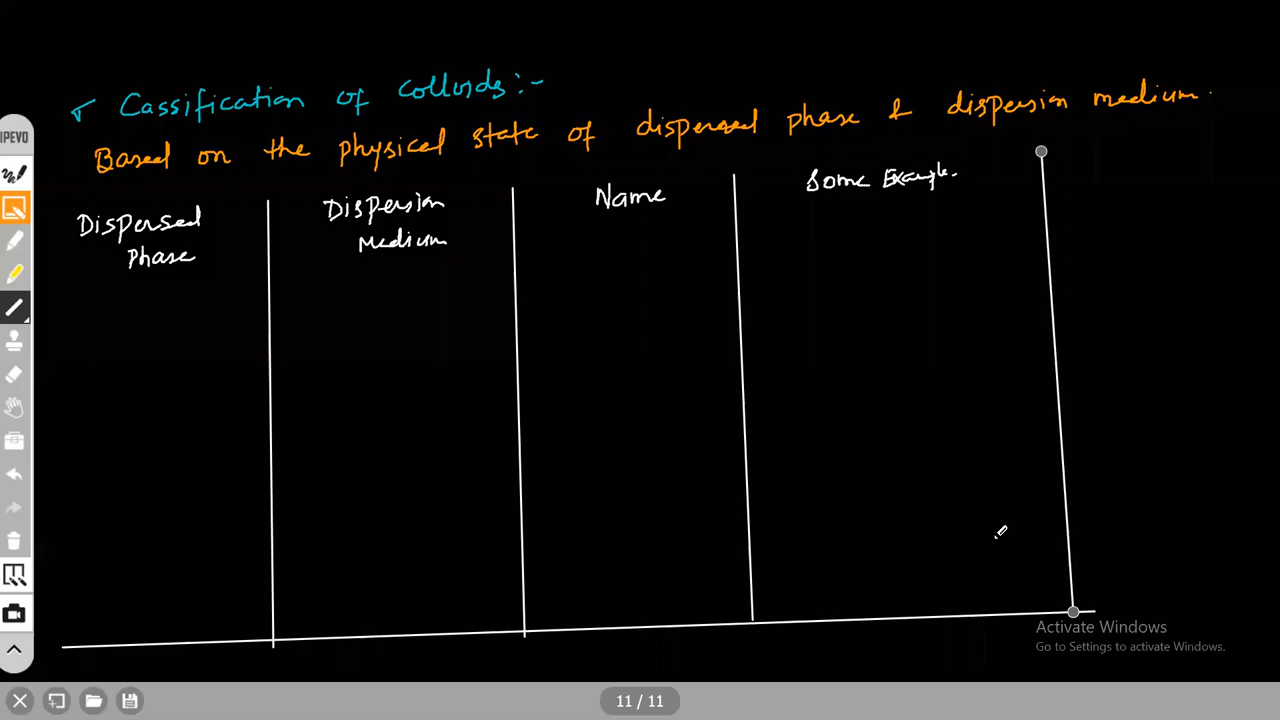 Cassification of Colloids:-
Based on the physical state of dispersed phase & dispersion medium.
Dispersed Phase
Dispersion Medium
Name
Some Example.
IPEVO
Activate Windows
Go to Settings to activate Windows.
11 / 11